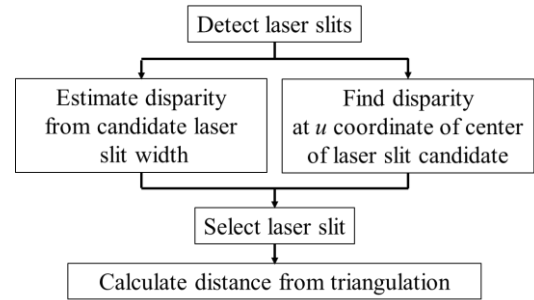 Detect laser slits
Estimate disparity
from candidate laser
slit width
Find disparity
at u coordinate of center
of laser slit candidate
Select laser slit
Calculate distance from triangulation